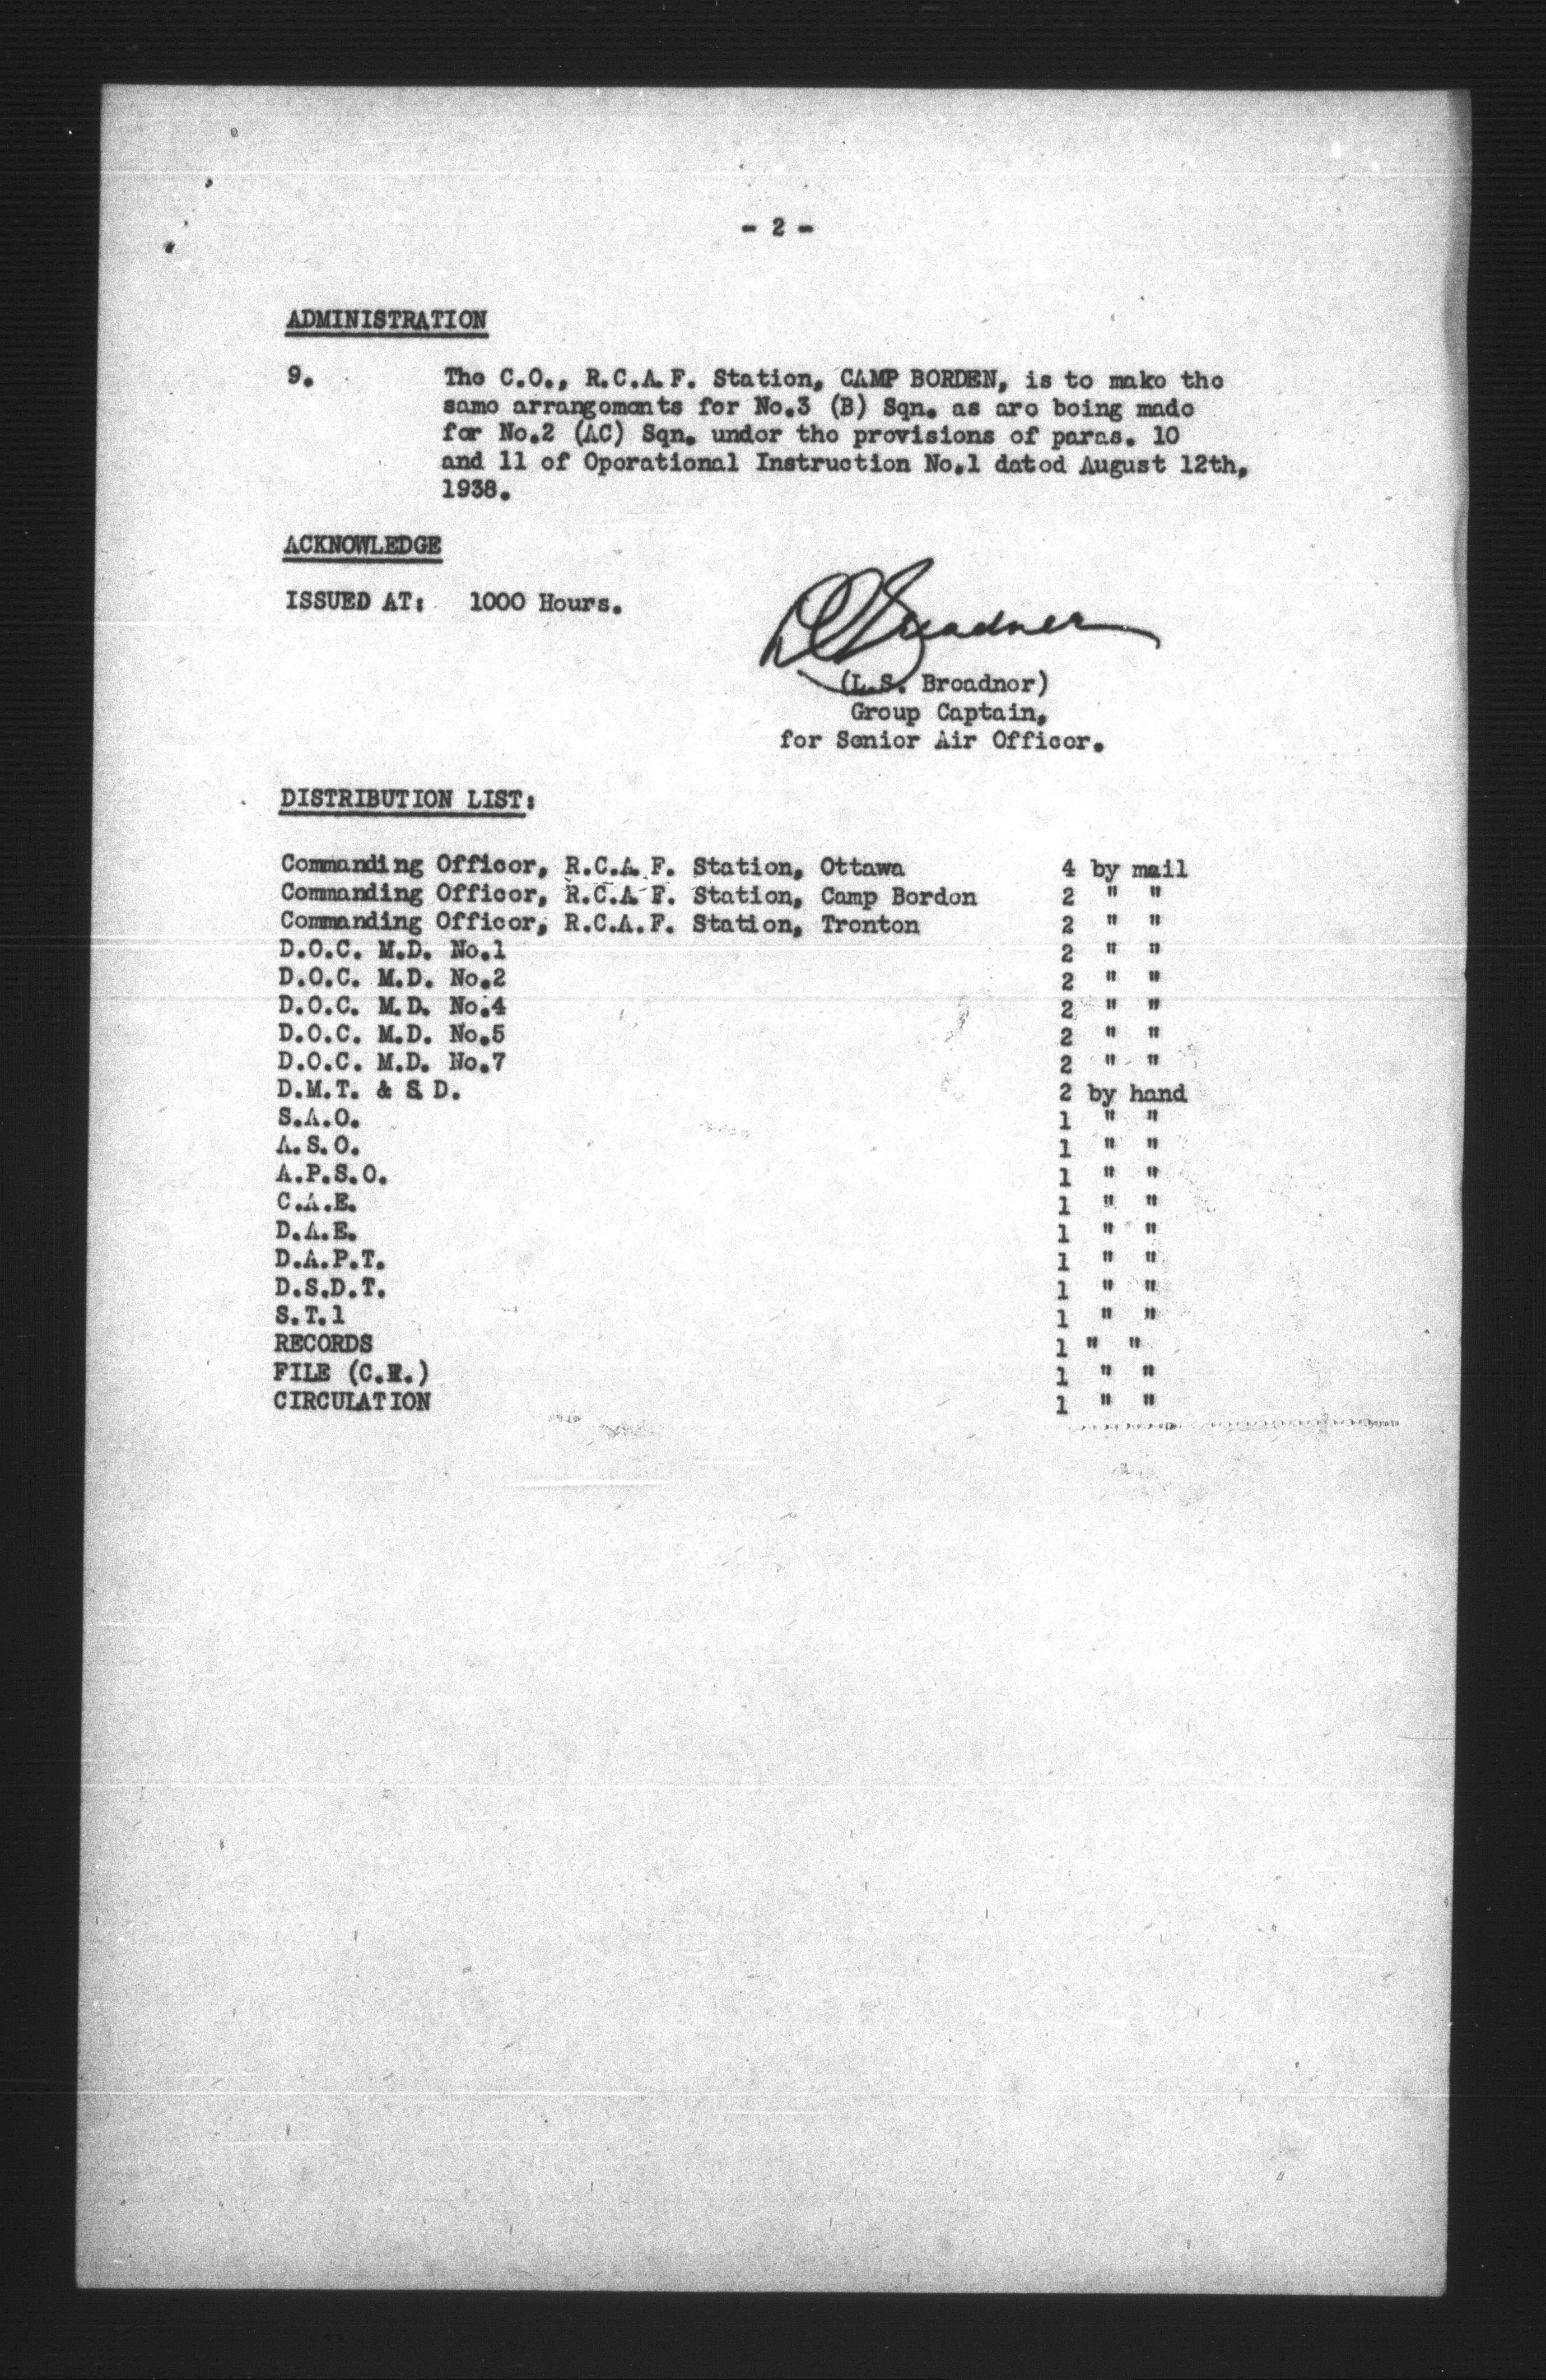 - 2 -
ADMINISTRATION
9. The C.O., R.C.A.F. Station, CAMP BORDEN, is to make the
same arrangements for No.3 (B) Sqn. as are being made
for No.2 (AC) Sqn. under the provisions of paras. 10
and 11 of Operational Instruction No.1 dated August 12th,
1938.
ACKNOWLEDGE
ISSUED AT: 1000 Hours.
(L.S. Breadner)
Group Captain,
for Senior Air Officer.
DISTRIBUTION LIST:
Commanding Officer, R.C.A.F. Station, Ottawa 4 by mail
Commanding Officer, R.C.A.F. Station, Camp Borden 2 " "
Commanding Officer, R.C.A.F. Station, Trenton 2 " "
D.O.C. M.D. No.1 2 " "
D.O.C. M.D. No.2 2 " "
D.O.C. M.D. No.4 2 " "
D.O.C. M.D. No.5 2 " "
D.O.C. M.D. No.7 2 " "
D.M.T. & S D. 2 by hand
S.A.O. 1 " "
A.S.O. 1 " "
A.P.S.O. 1 " "
C.A.E. 1 " "
D.A.E. 1 " "
D.A.P.T. 1 " "
D.S.D.T. 1 " "
S.T.1 1 " "
RECORDS 1 " "
FILE (C.R.) 1 " "
CIRCULATION 1 " "